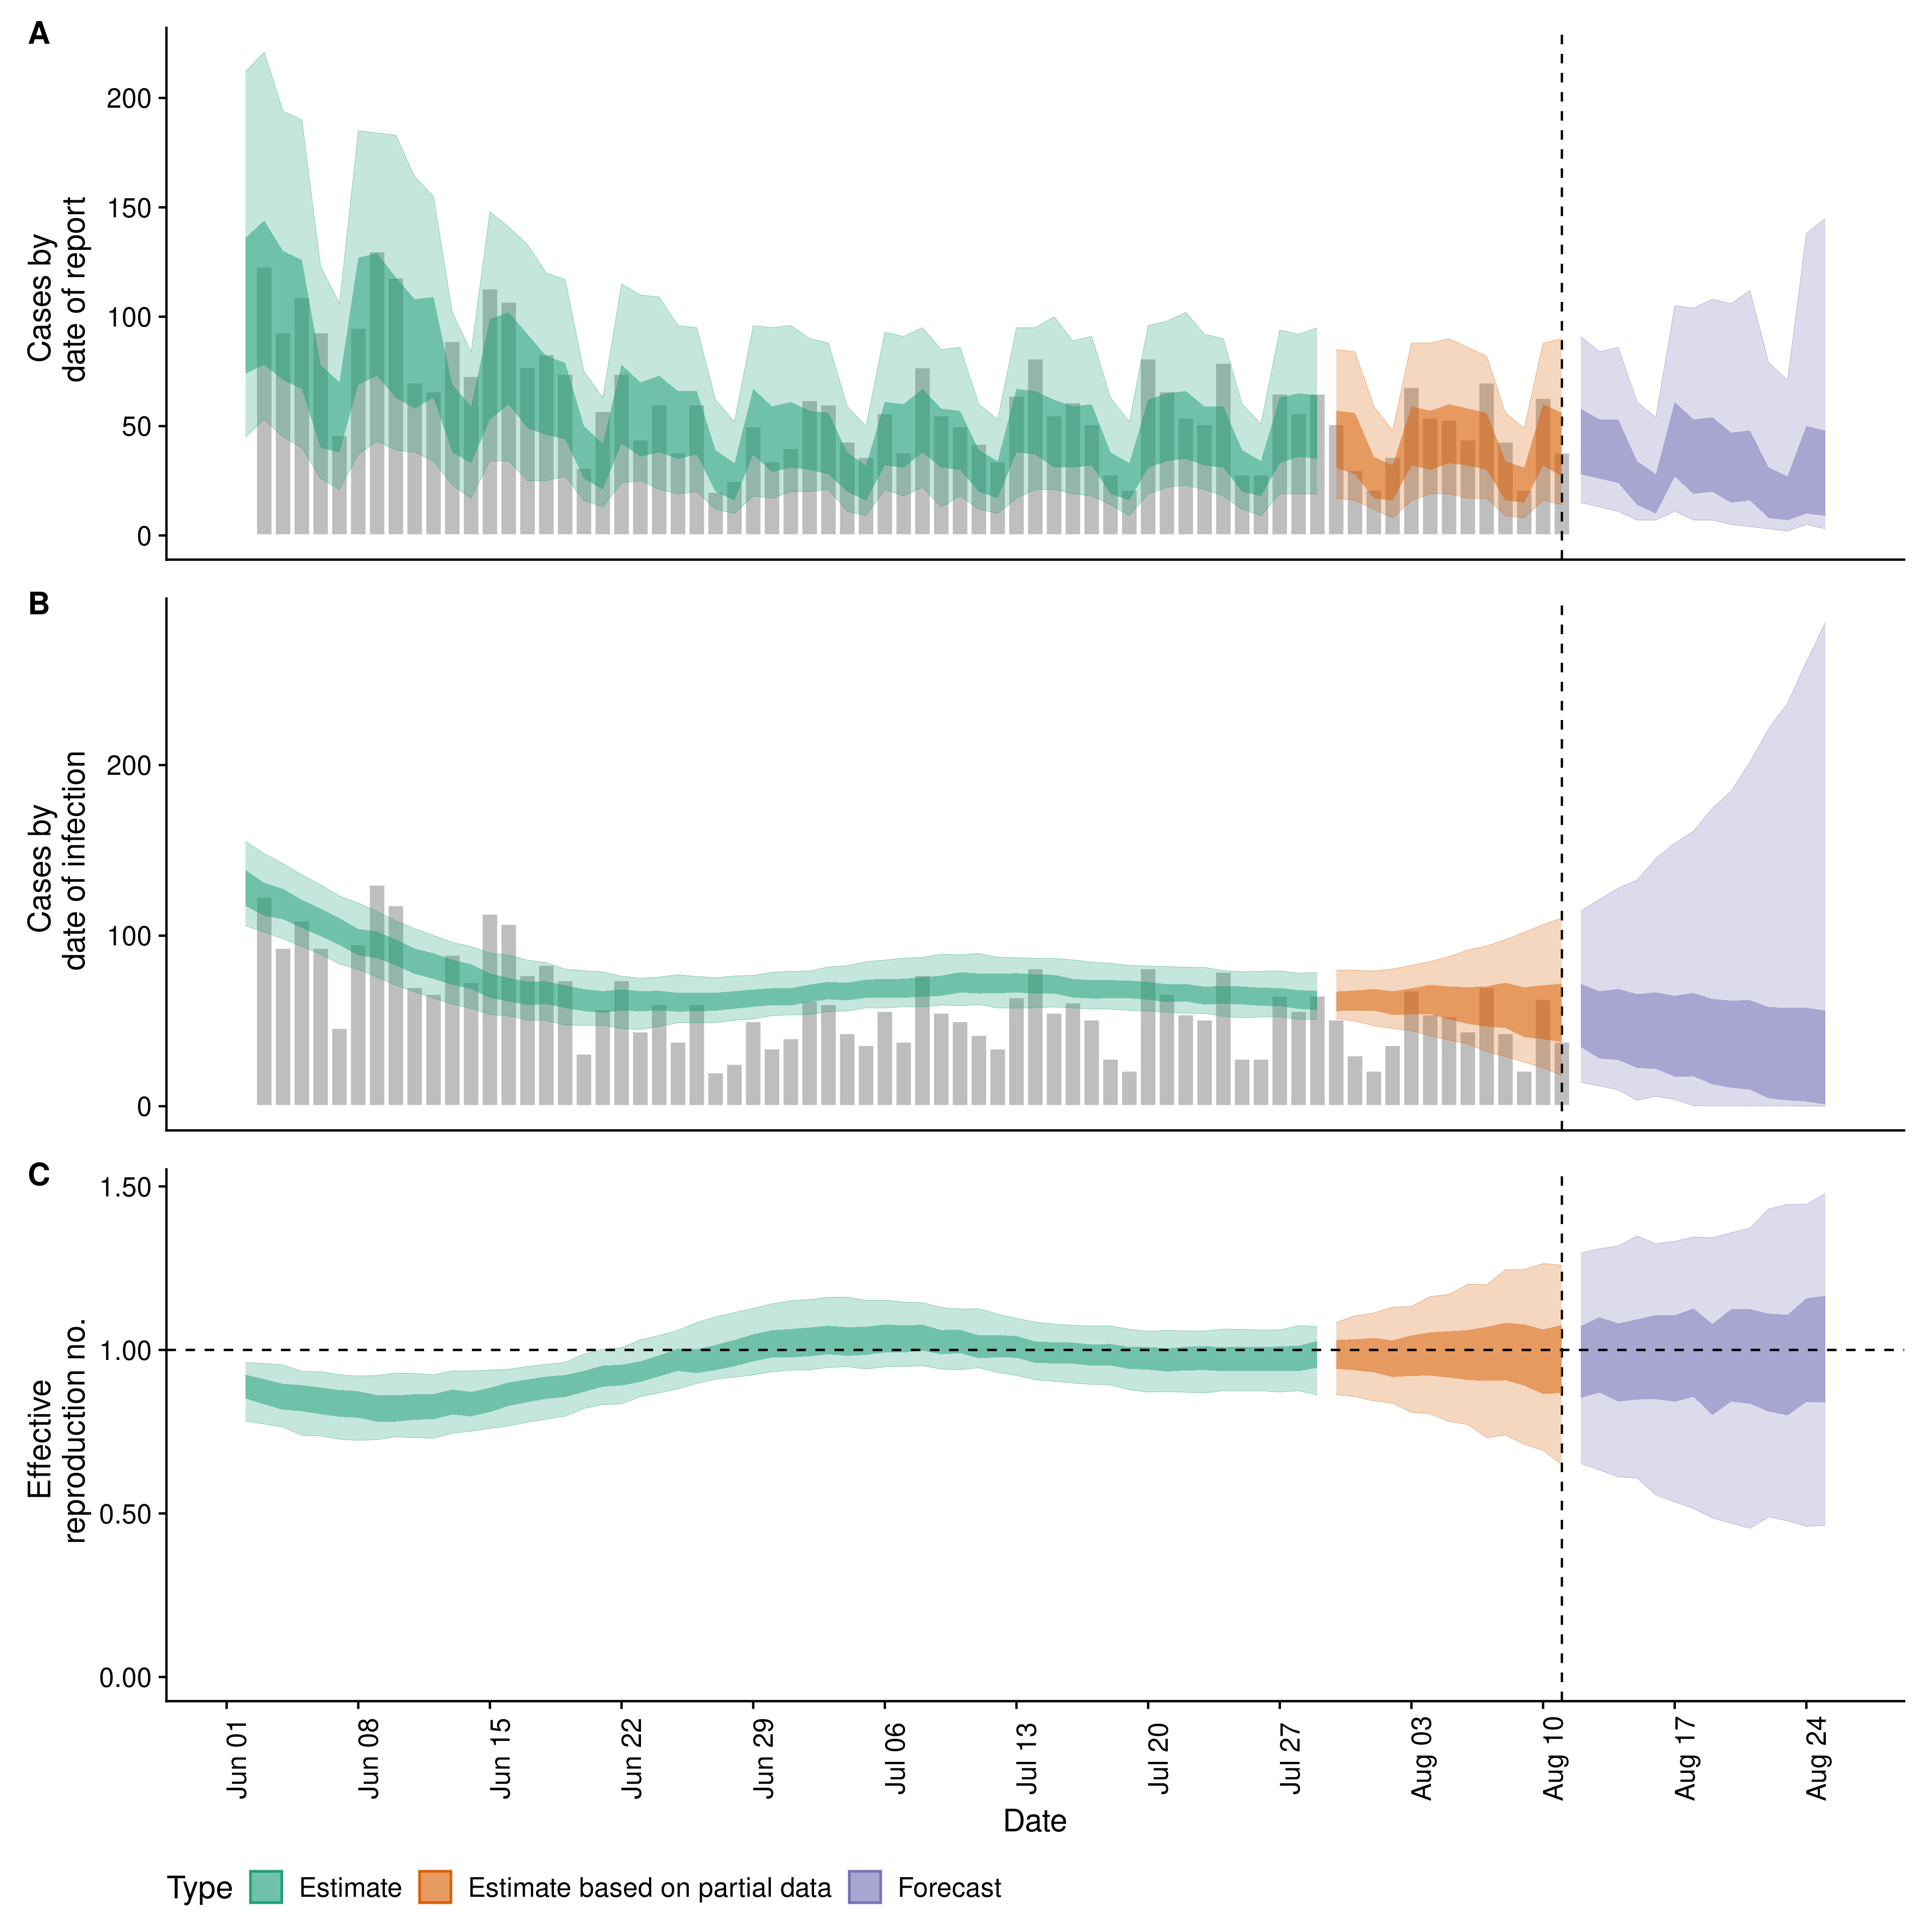 A
200
150
100
50
0
Cases by
date of report
B
200
100
0
Cases by
date of infection
C
1.50
1.00
0.50
0.00
Effective
reproduction no.
Jun 01
Jun 08
Jun 15
Jun 22
Jun 29
Jul 06
Jul 13
Jul 20
Jul 27
Aug 03
Aug 10
Aug 17
Aug 24
Date
Type Estimate Estimate based on partial data Forecast